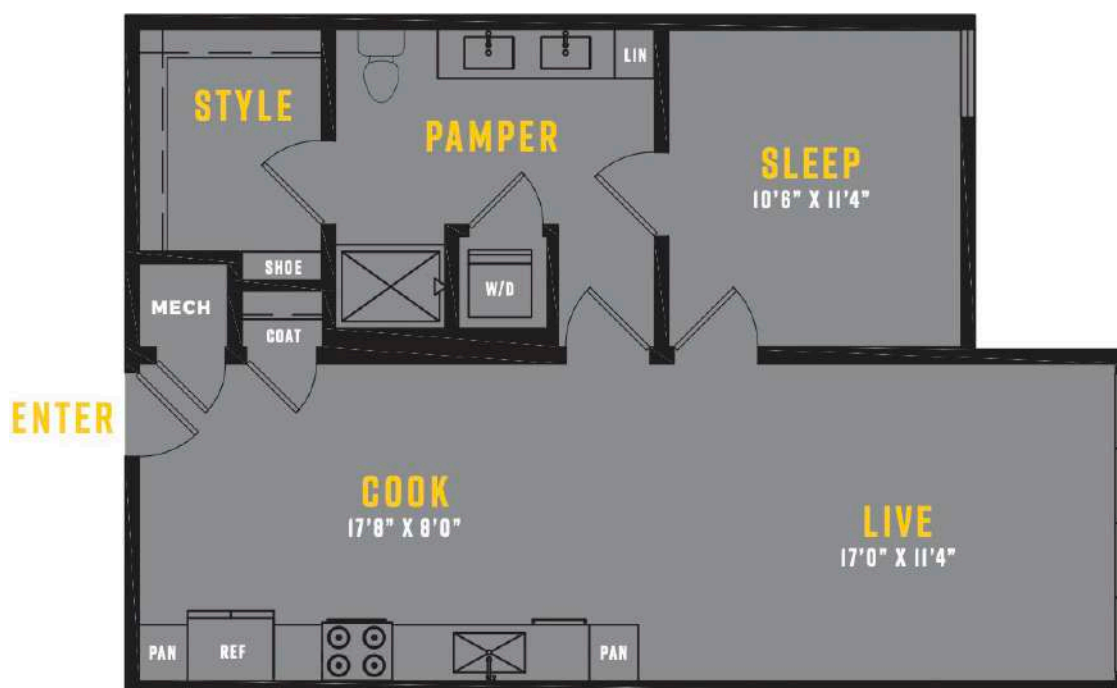 LIN
STYLE
PAMPER
SLEEP
10'6" X 11'4"
SHOE
W/D
MECH
COAT
ENTER
COOK
17'8" X 8'0"
LIVE
17'0" X 11'4"
PAN
REF
PAN